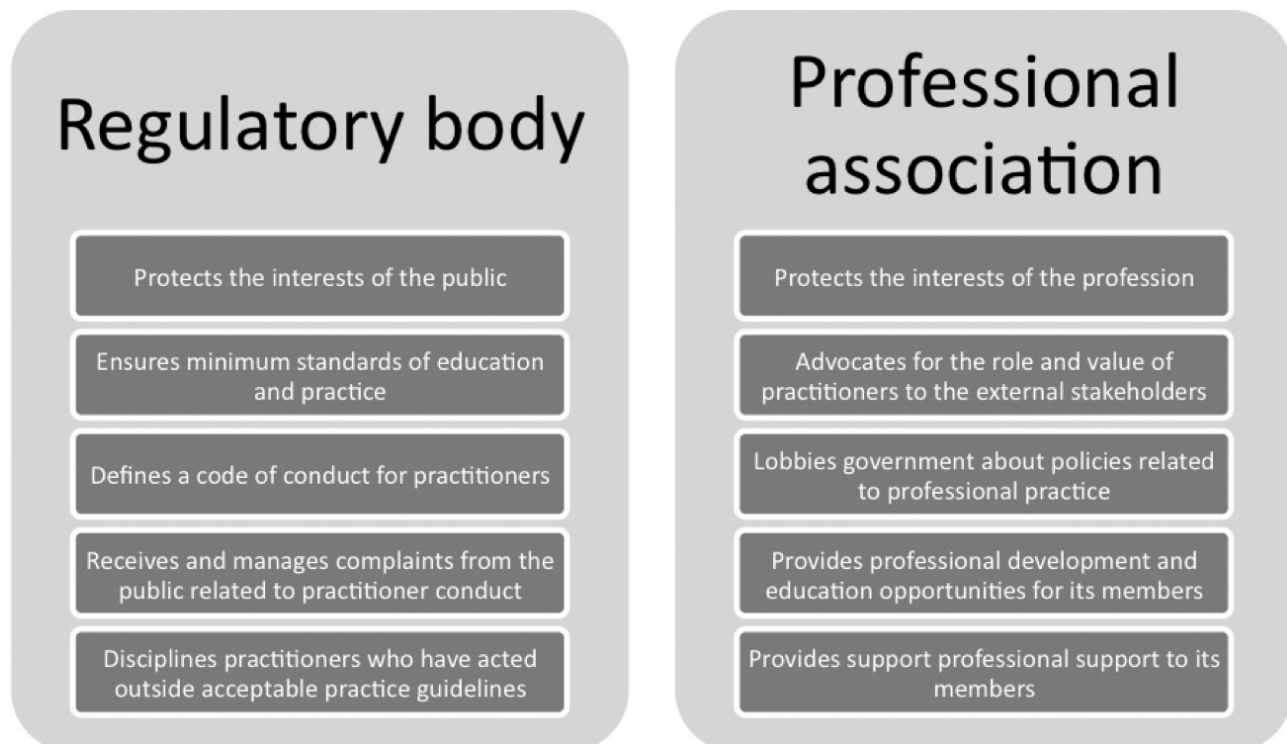 Regulatory body
Protects the interests of the public
Ensures minimum standards of education
and practice
Defines a code of conduct for practitioners
Receives and manages complaints from the
public related to practitioner conduct
Disciplines practitioners who have acted
outside acceptable practice guidelines
Professional
association
Protects the interests of the profession
Advocates for the role and value of
practitioners to the external stakeholders
Lobbies government about policies related
to professional practice
Provides professional development and
education opportunities for its members
Provides support professional support to its
members